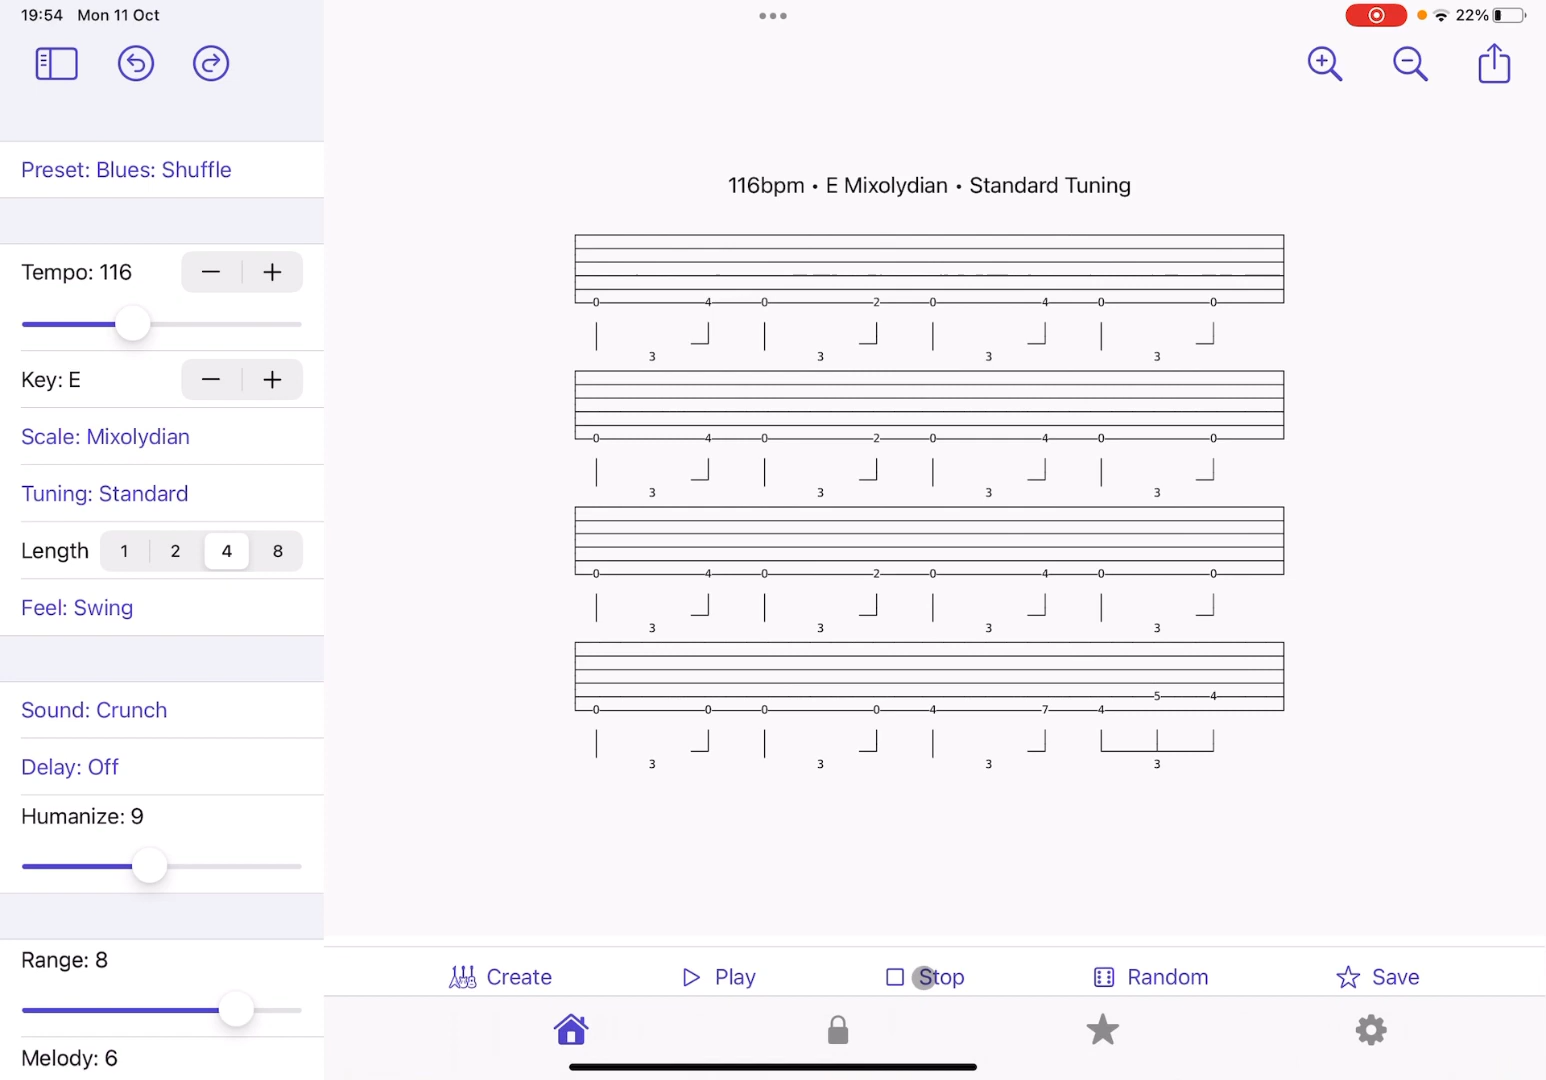 19:54 Mon 11 Oct
22%
Preset: Blues: Shuffle
116bpm • E Mixolydian • Standard Tuning
Tempo: 116 − +
0 4 0 2 0 4 0 0
3 3 3 3
Key: E − +
0 4 0 2 0 4 0 0
3 3 3 3
Scale: Mixolydian
Tuning: Standard
Length 1 2 4 8
0 4 0 2 0 4 0 0
3 3 3 3
Feel: Swing
5 4
0 0 0 0 4 7 4
3 3 3 3
Sound: Crunch
Delay: Off
Humanize: 9
Range: 8
Create Play Stop Random Save
Melody: 6